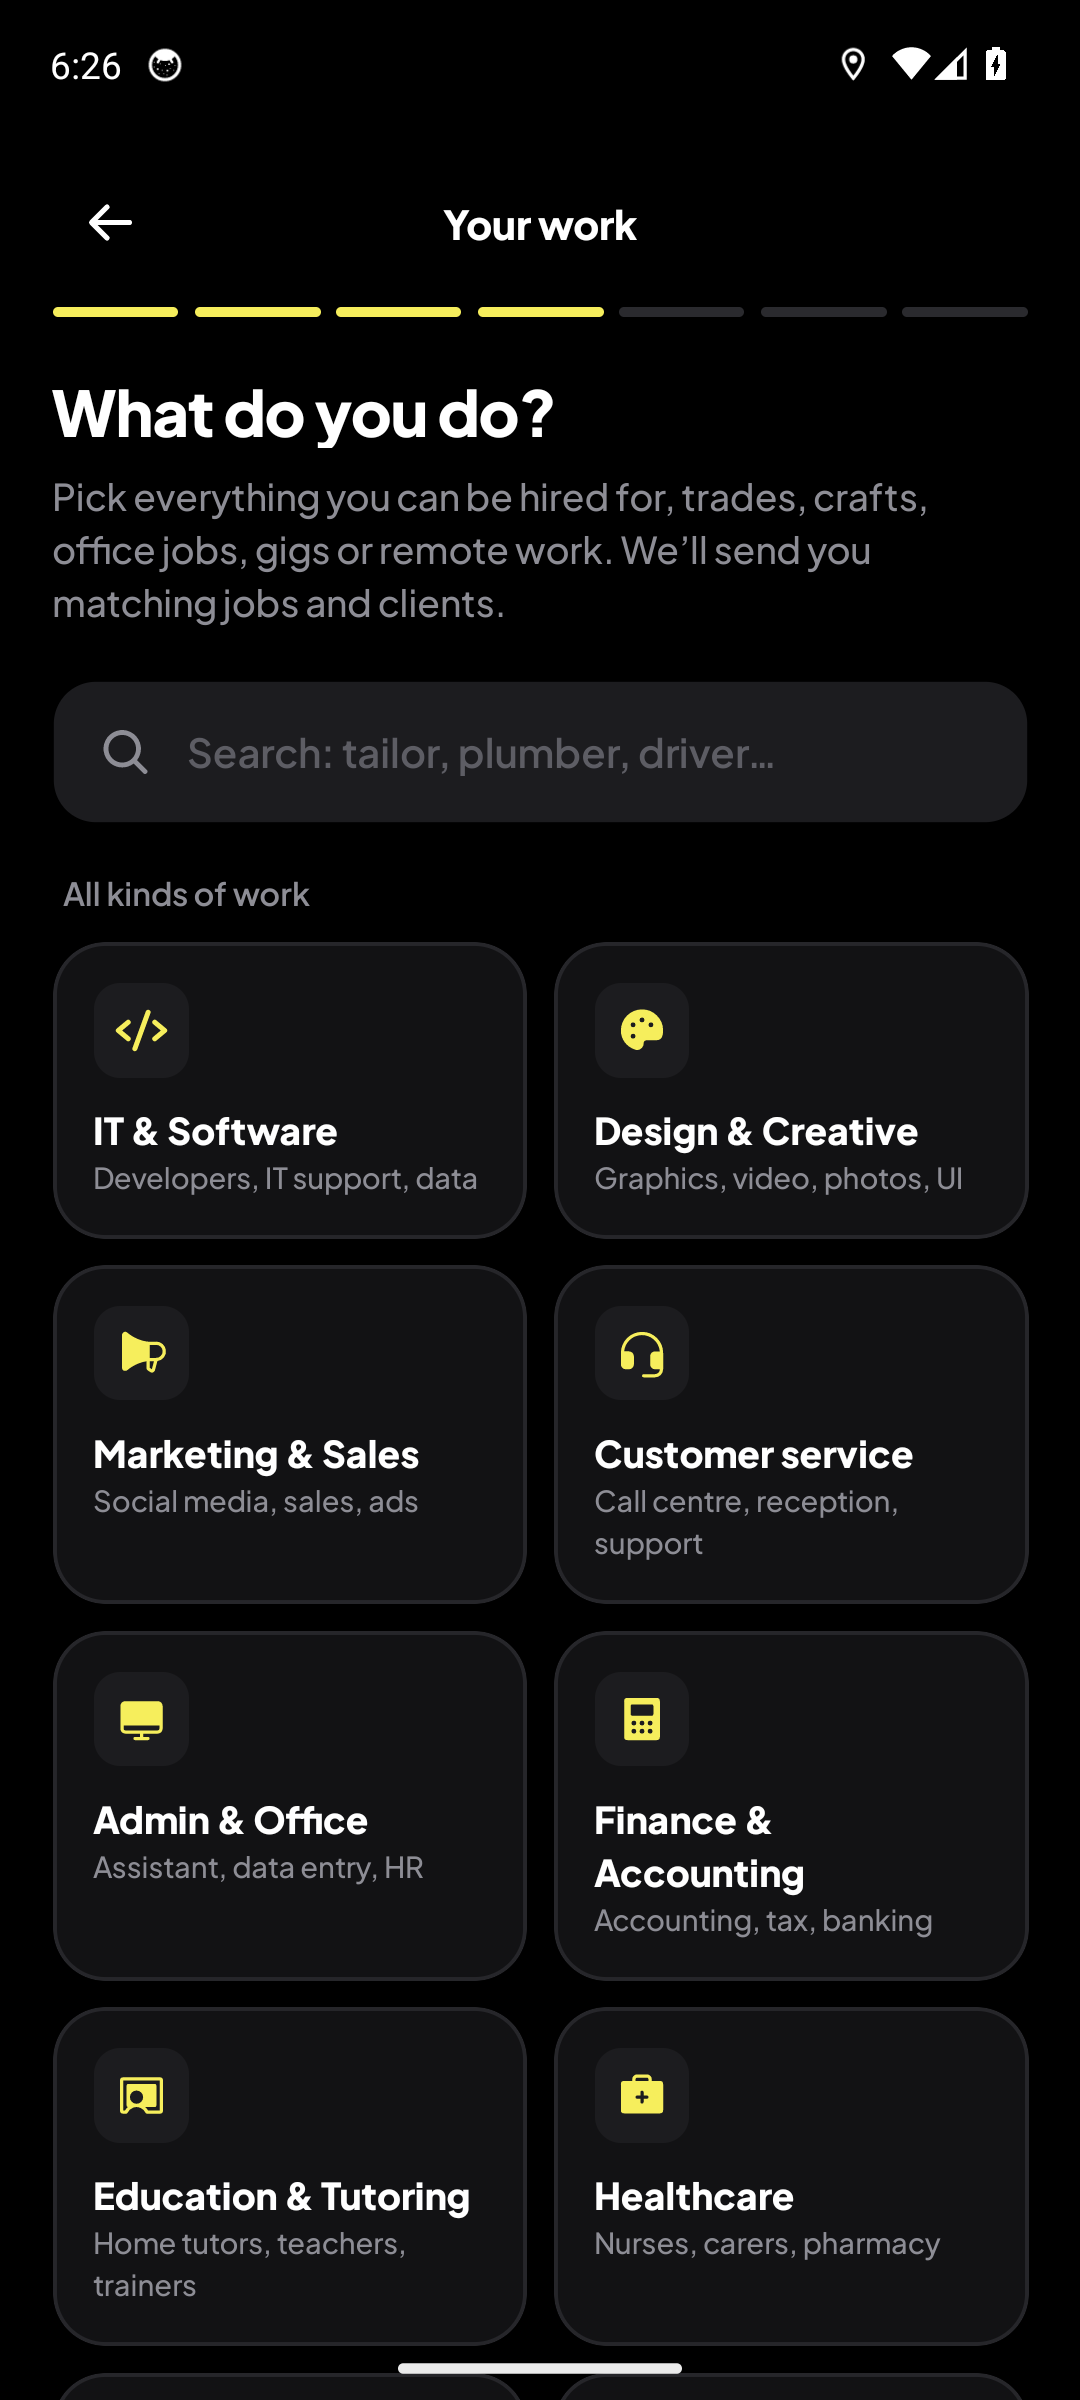 6:26
Your work
What do you do?
Pick everything you can be hired for, trades, crafts,
office jobs, gigs or remote work. We’ll send you
matching jobs and clients.
Search: tailor, plumber, driver...
All kinds of work
IT & Software
Developers, IT support, data
Design & Creative
Graphics, video, photos, UI
Marketing & Sales
Social media, sales, ads
Customer service
Call centre, reception,
support
Admin & Office
Assistant, data entry, HR
Finance &
Accounting
Accounting, tax, banking
Education & Tutoring
Home tutors, teachers,
trainers
Healthcare
Nurses, carers, pharmacy